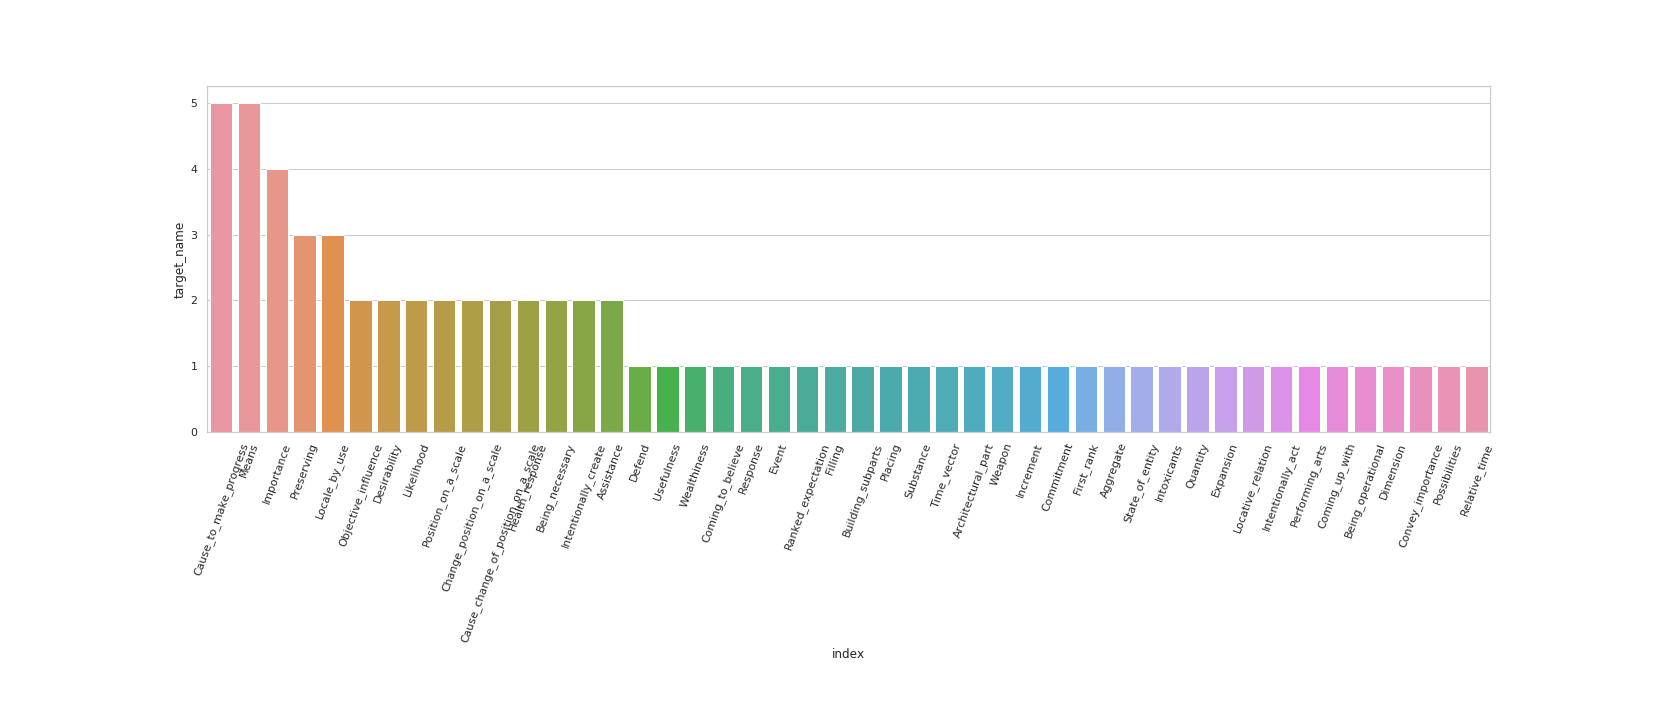 5
4
3
2
1
0
target_name
Cause_to_make_progress
Means
Importance
Preserving
Locale_by_use
Objective_influence
Desirability
Likelihood
Position_on_a_scale
Change_position_on_a_scale
Cause_change_of_position_on_a_scale
Health_response
Being_necessary
Intentionally_create
Assistance
Defend
Usefulness
Wealthiness
Coming_to_believe
Response
Event
Ranked_expectation
Filling
Building_subparts
Placing
Substance
Time_vector
Architectural_part
Weapon
Increment
Commitment
First_rank
Aggregate
State_of_entity
Intoxicants
Quantity
Expansion
Locative_relation
Intentionally_act
Performing_arts
Coming_up_with
Being_operational
Dimension
Convey_importance
Possibilities
Relative_time
index